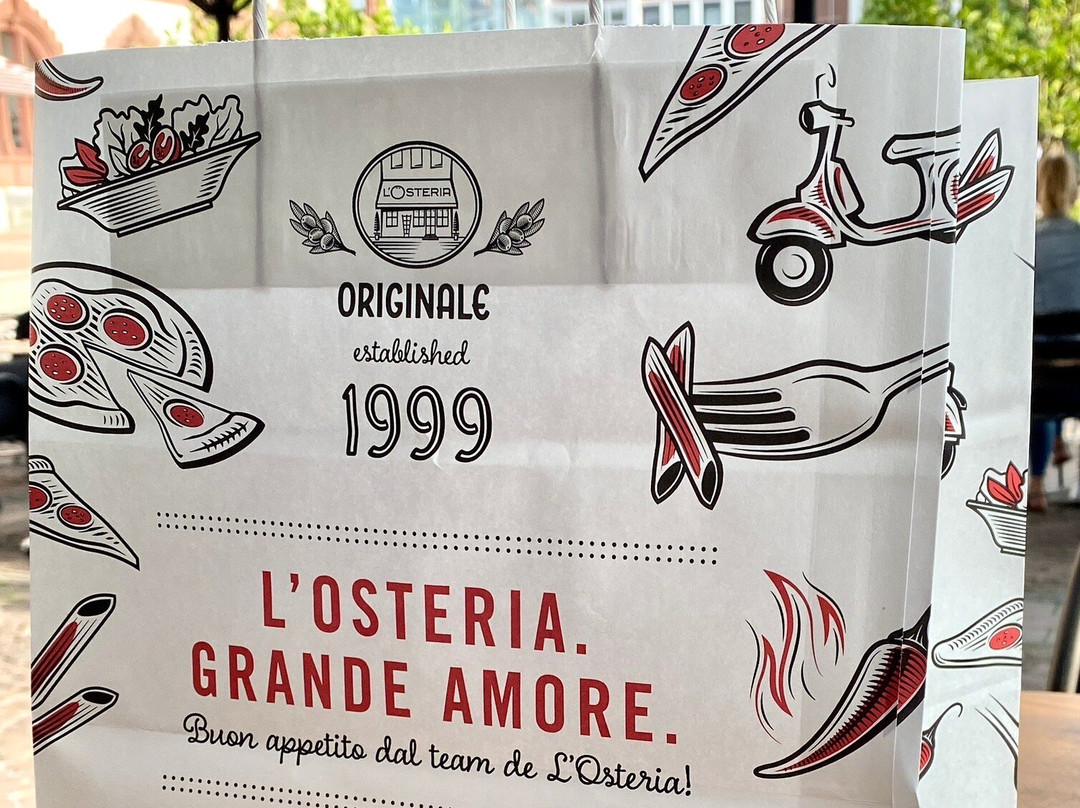 L'OSTERIA
ORIGINALE
established
1999
L'OSTERIA.
GRANDE AMORE.
Buon appetito dal team de L'Osteria!